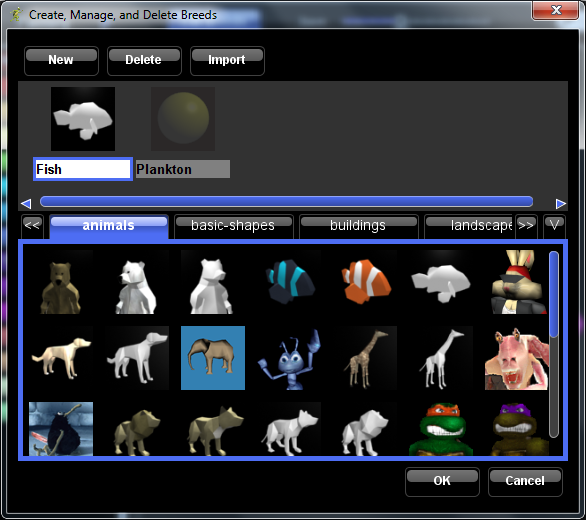 Create, Manage, and Delete Breeds
New Delete Import
Fish Plankton
<< animals basic-shapes buildings landscape >> V
OK Cancel